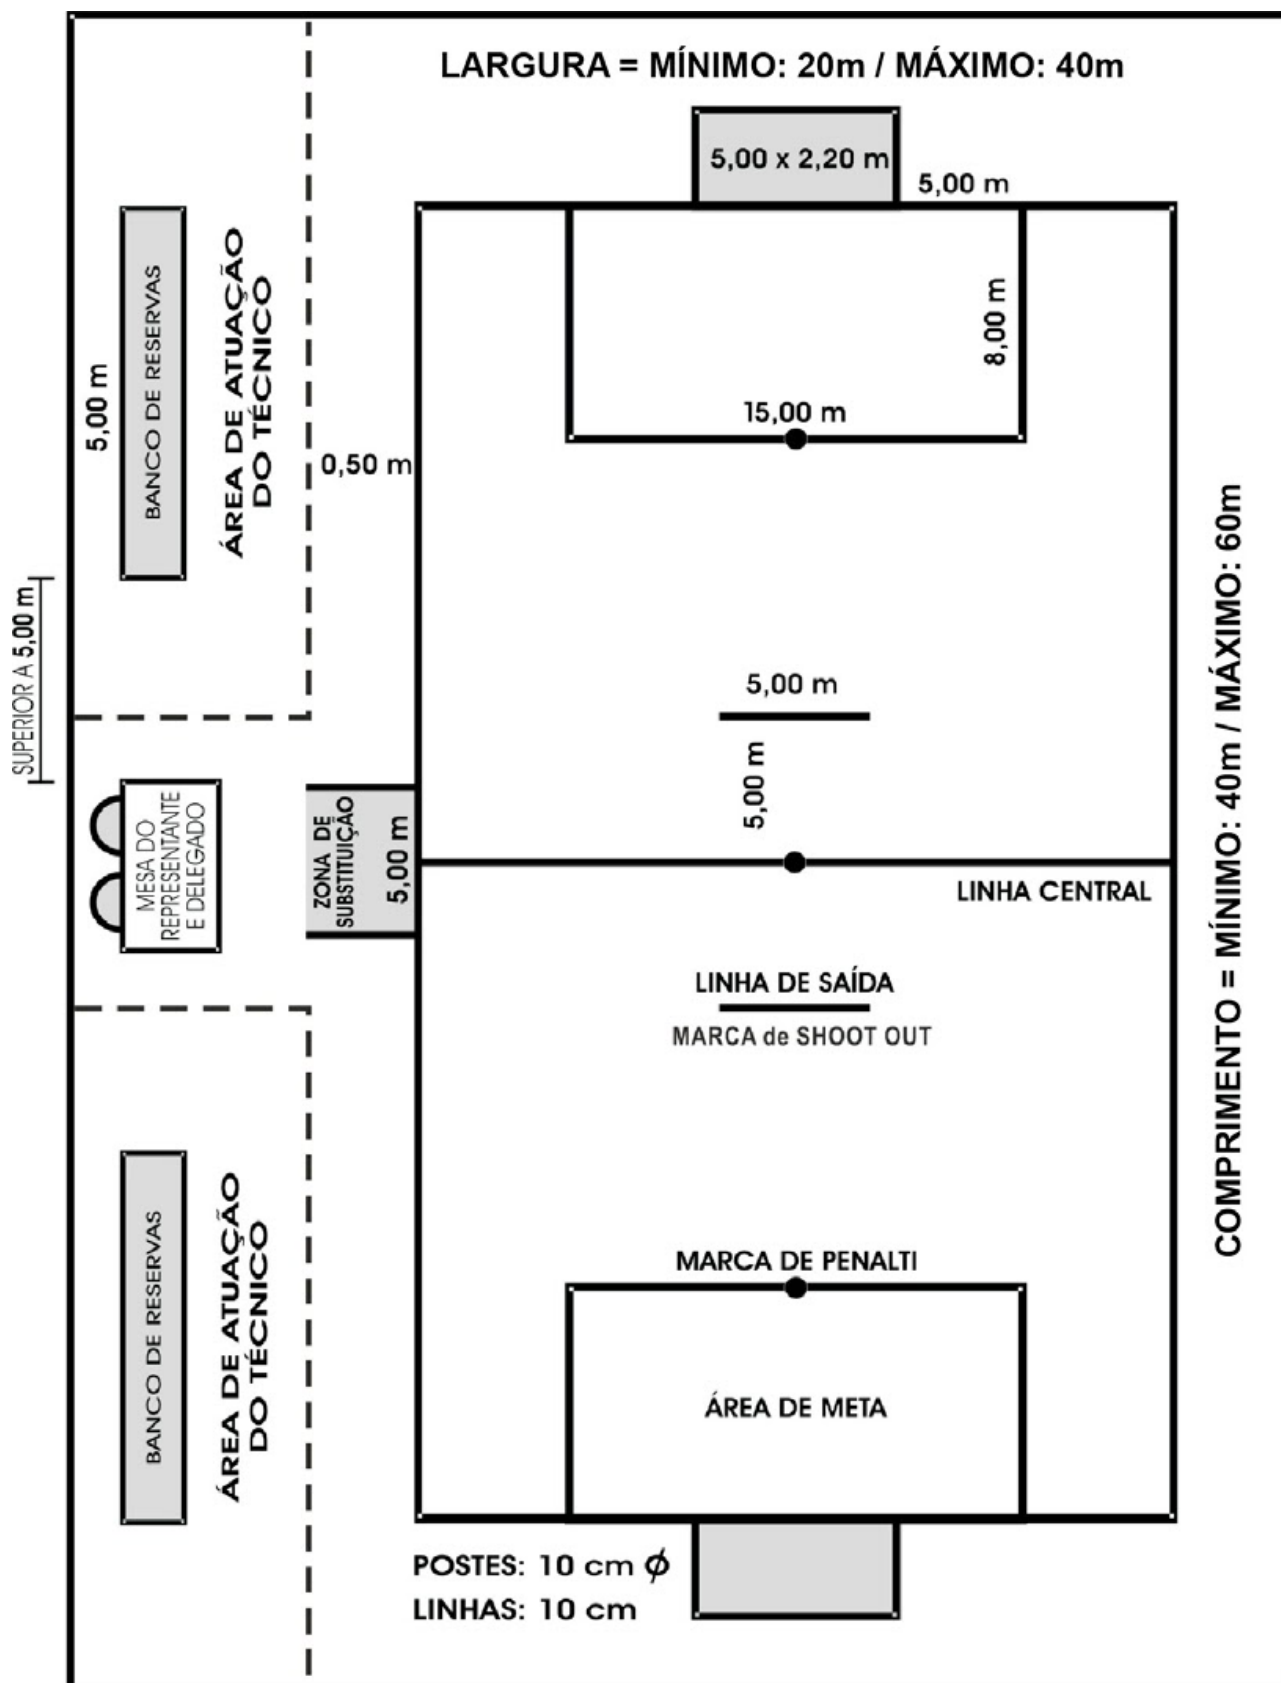 LARGURA = MÍNIMO: 20m / MÁXIMO: 40m
5,00 x 2,20 m
5,00 m
BANCO DE RESERVAS
ÁREA DE ATUAÇÃO
DO TÉCNICO
5,00 m
0,50 m
8,00 m
15,00 m
SUPERIOR A 5,00 m
5,00 m
5,00 m
MESA DO
REPRESENTANTE
E DELEGADO
ZONA DE
SUBSTITUIÇÃO
5,00 m
LINHA CENTRAL
COMPRIMENTO = MÍNIMO: 40m / MÁXIMO: 60m
LINHA DE SAÍDA
MARCA de SHOOT OUT
BANCO DE RESERVAS
ÁREA DE ATUAÇÃO
DO TÉCNICO
MARCA DE PENALTI
ÁREA DE META
POSTES: 10 cm ϕ
LINHAS: 10 cm